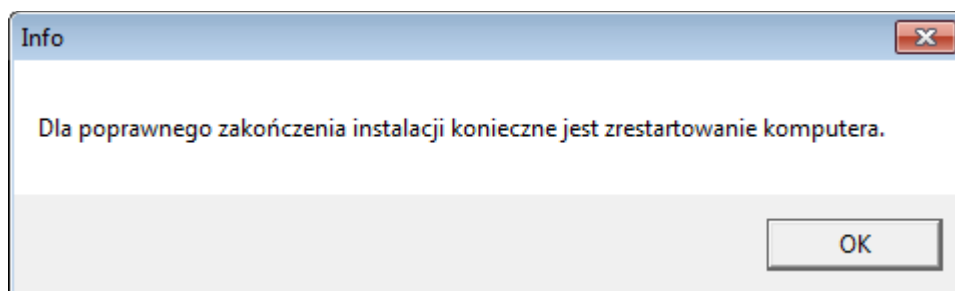 Info
Dla poprawnego zakończenia instalacji konieczne jest zrestartowanie komputera.
OK